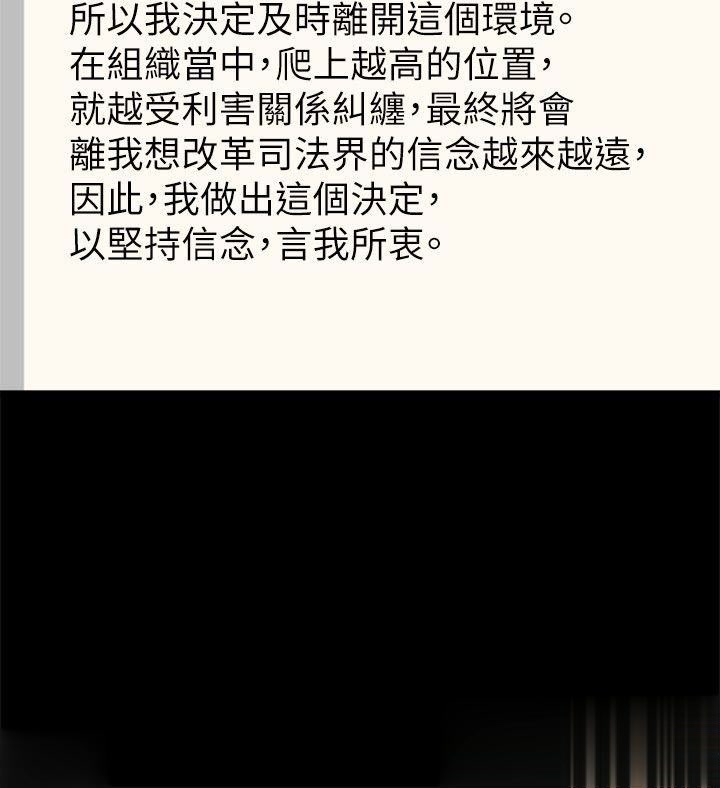 所以我決定及時離開這個環境。
在組織當中，爬上越高的位置，
就越受利害關係糾纏，最終將會
離我想改革司法界的信念越來越遠，
因此，我做出這個決定，
以堅持信念，言我所衷。